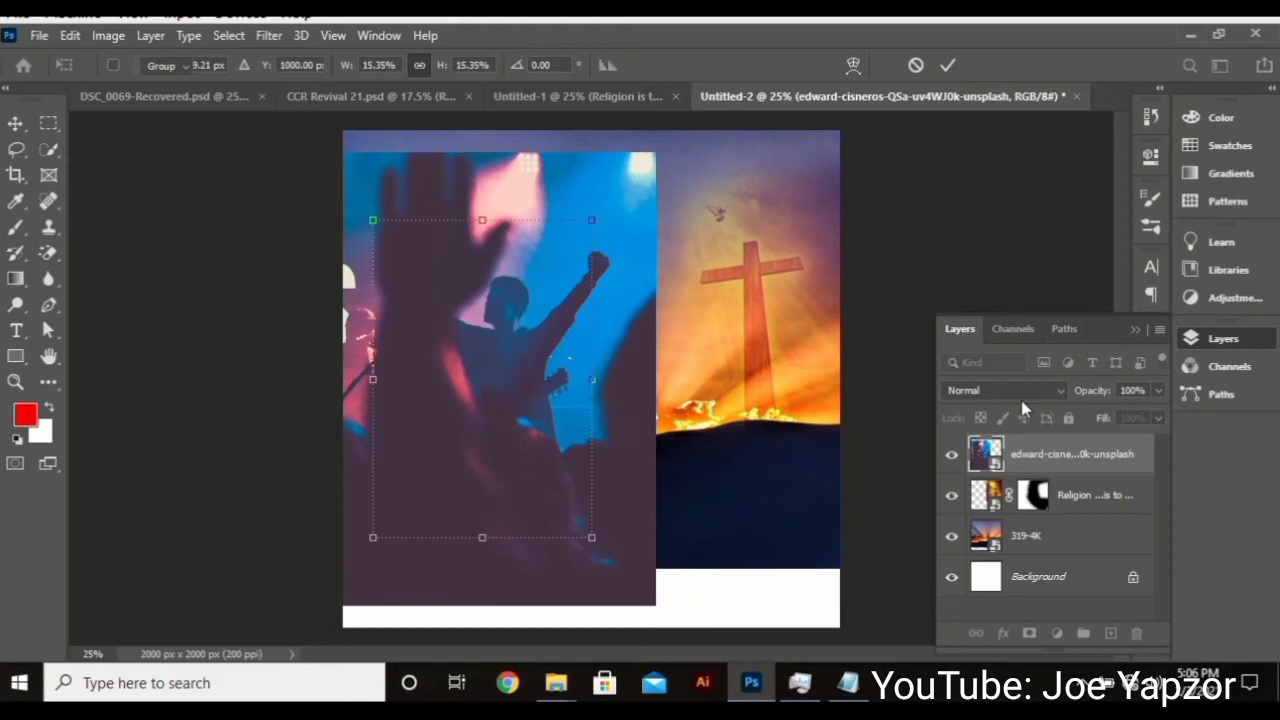 File Edit Image Layer Type Select Filter 3D View Window Help
Group 9.21 px Y: 1000.00 p: W: 15.35% H: 15.35% 0.00 °
DSC_0069-Recovered.psd @ 25... × CCR Revival 21.psd @ 17.5% (R... × Untitled-1 @ 25% (Religion is t... × Untitled-2 @ 25% (edward-cisneros-QSa-uv4WJ0k-unsplash, RGB/8#) * ×
Color
Swatches
Gradients
Patterns
Learn
Libraries
Adjustme...
Layers
Channels
Paths
Layers Channels Paths
Kind
Normal Opacity: 100%
Lock: Fill: 100%
edward-cisne...0k-unsplash
Religion ...is to ...
319-4K
Background
25% 2000 px x 2000 px (200 ppi)
Type here to search
5:06 PM
YouTube: Joe Yapzor